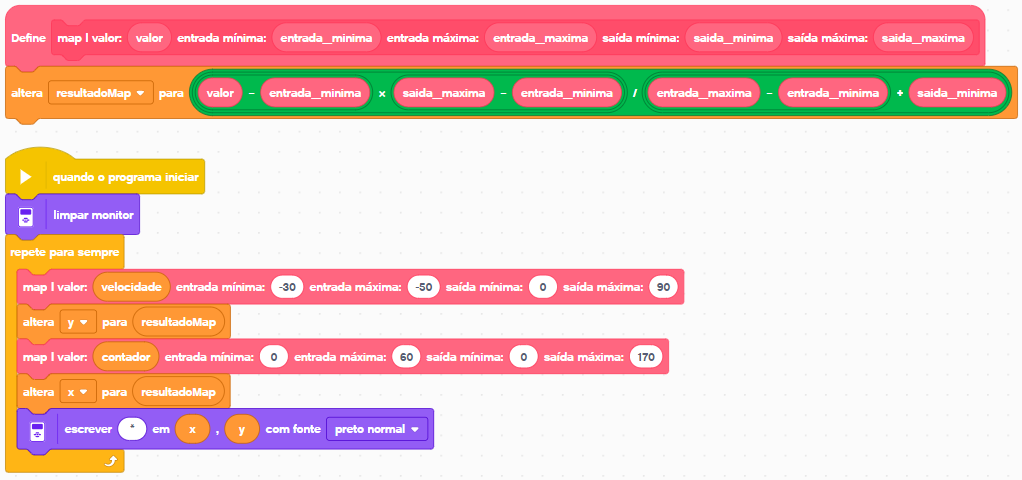 Define map | valor: valor entrada mínima: entrada_minima entrada máxima: entrada_maxima saída mínima: saida_minima saída máxima: saida_maxima
altera resultadoMap para valor - entrada_minima × saida_maxima - entrada_minima / entrada_maxima - entrada_minima + saida_minima
quando o programa iniciar
limpar monitor
repete para sempre
map | valor: velocidade entrada mínima: -30 entrada máxima: -50 saída mínima: 0 saída máxima: 90
altera y para resultadoMap
map | valor: contador entrada mínima: 0 entrada máxima: 60 saída mínima: 0 saída máxima: 170
altera x para resultadoMap
escrever * em x , y com fonte preto normal